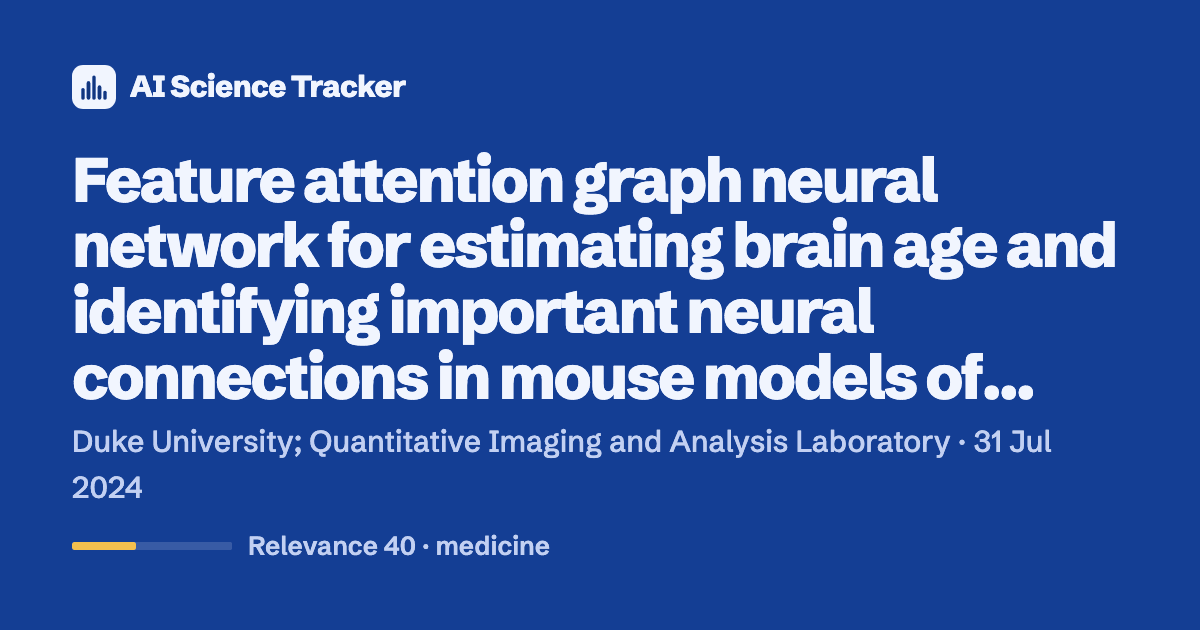 AI Science Tracker
Feature attention graph neural
network for estimating brain age and
identifying important neural
connections in mouse models of...
Duke University; Quantitative Imaging and Analysis Laboratory · 31 Jul
2024
Relevance 40 · medicine